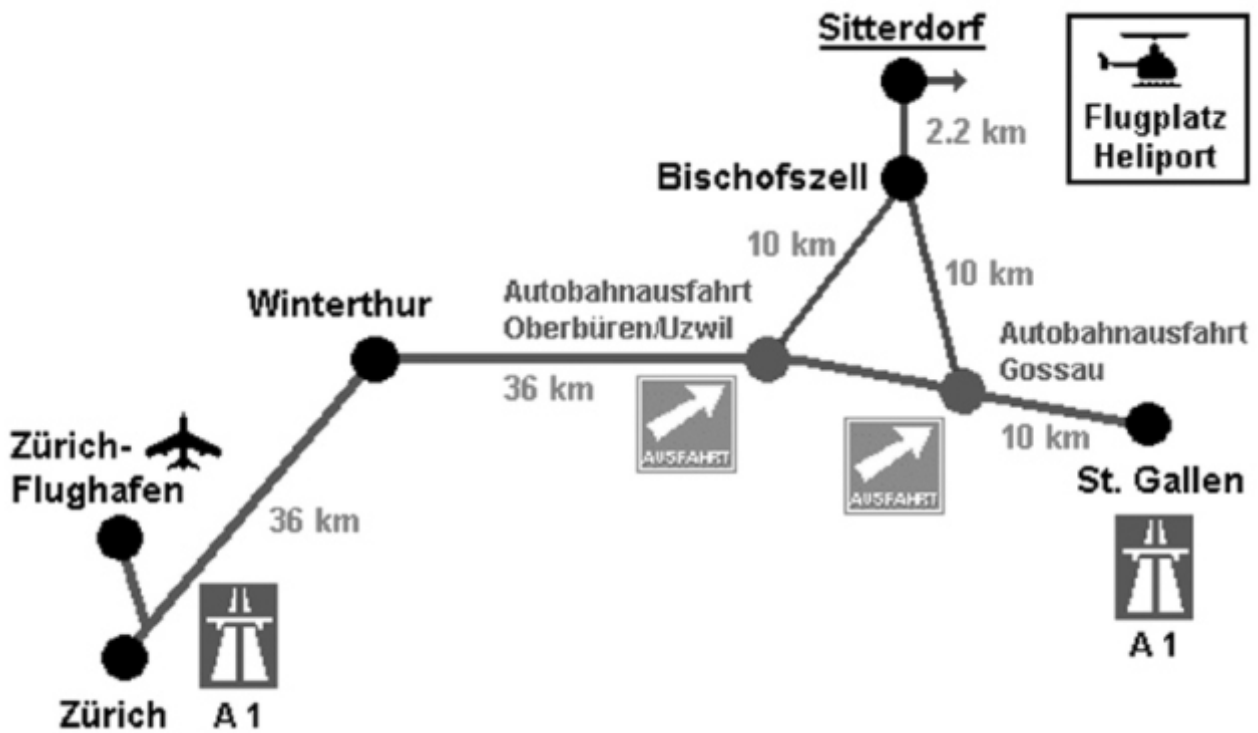 Sitterdorf
Flugplatz
Heliport
2.2 km
Bischofszell
10 km
10 km
Winterthur
Autobahnausfahrt
Oberbüren/Uzwil
36 km
AUSFAHRT
Autobahnausfahrt
Gossau
AUSFAHRT
10 km
St. Gallen
A 1
Zürich-
Flughafen
36 km
Zürich
A 1